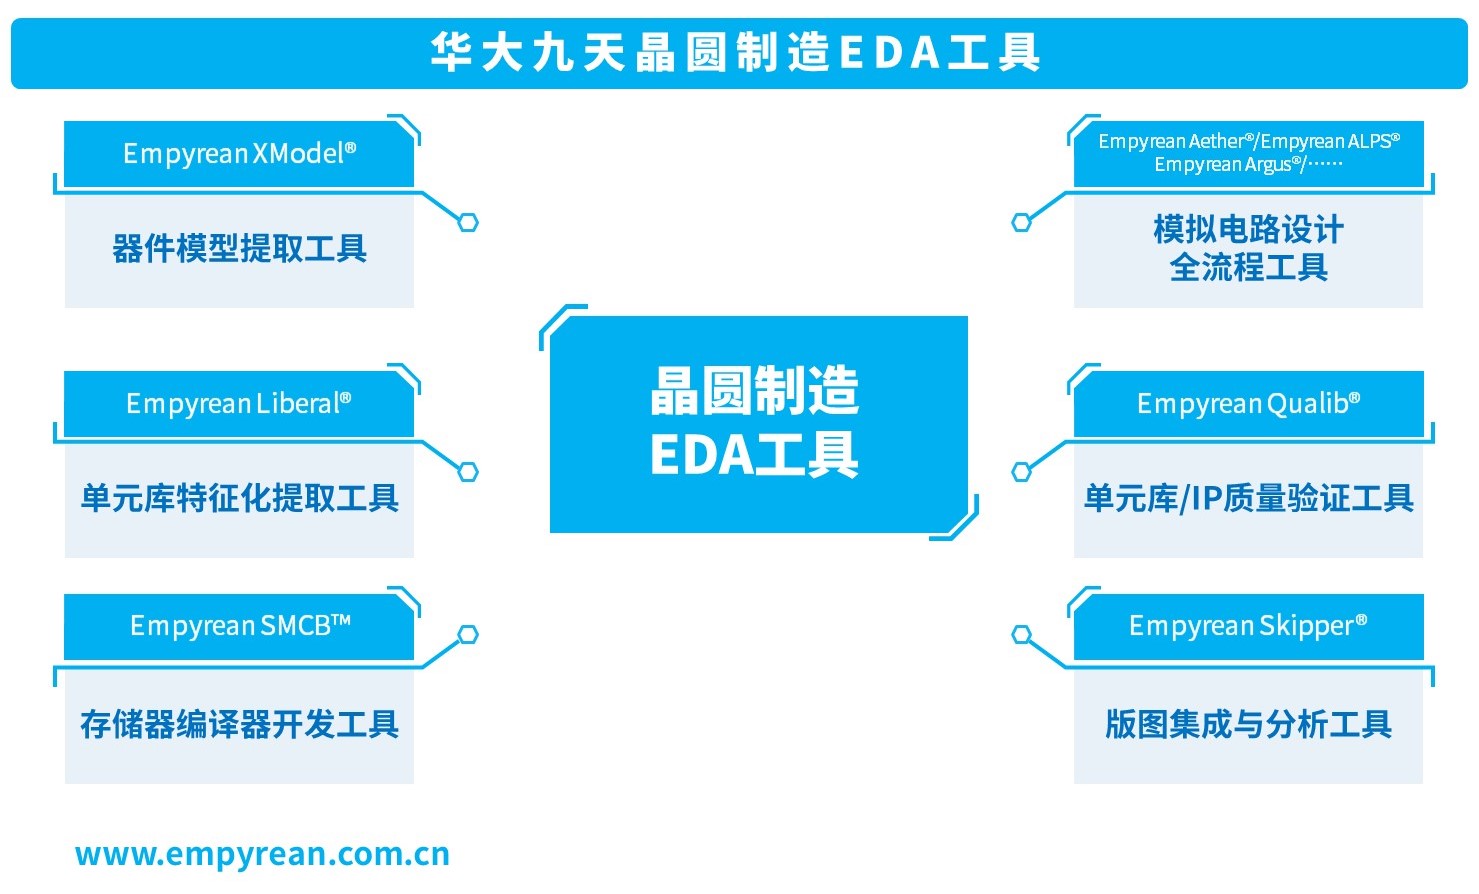 华大九天晶圆制造EDA工具
Empyrean XModel®
器件模型提取工具
Empyrean Liberal®
单元库特征化提取工具
Empyrean SMCB™
存储器编译器开发工具
晶圆制造
EDA工具
Empyrean Aether®/Empyrean ALPS®
Empyrean Argus®/……
模拟电路设计
全流程工具
Empyrean Qualib®
单元库/IP质量验证工具
Empyrean Skipper®
版图集成与分析工具
www.empyrean.com.cn